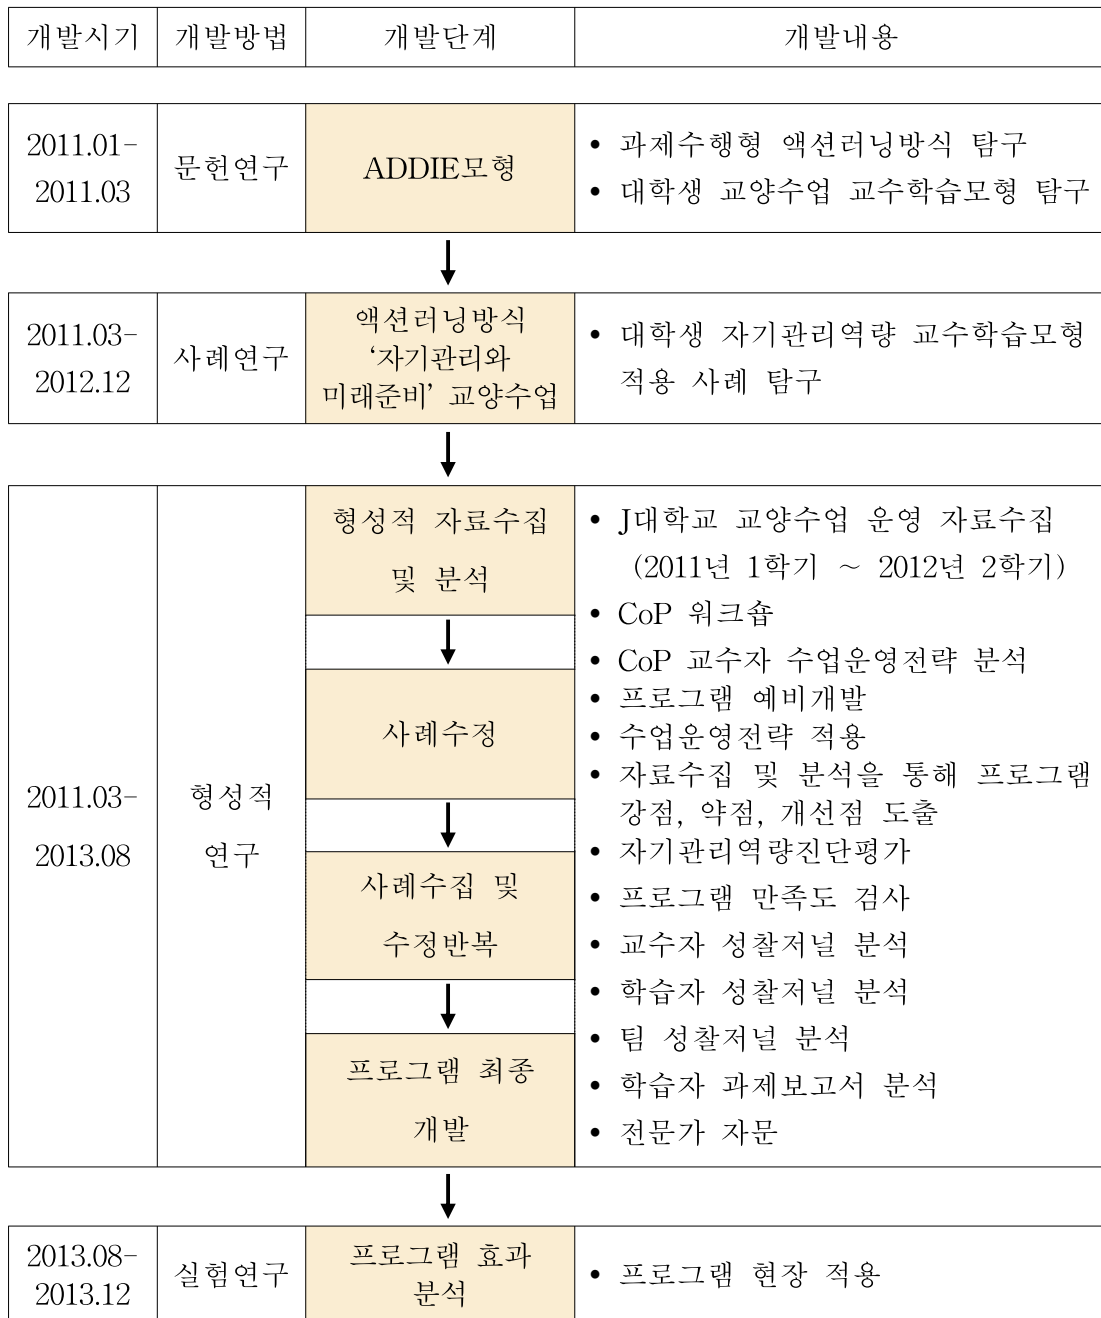 개발시기 개발방법 개발단계 개발내용
2011.01-
2011.03
문헌연구
ADDIE모형
• 과제수행형 액션러닝방식 탐구
• 대학생 교양수업 교수학습모형 탐구
2011.03-
2012.12
사례연구
액션러닝방식
‘자기관리와
미래준비’ 교양수업
• 대학생 자기관리역량 교수학습모형
적용 사례 탐구
2011.03-
2013.08
형성적
연구
형성적 자료수집
및 분석
사례수정
사례수집 및
수정반복
프로그램 최종
개발
• J대학교 교양수업 운영 자료수집
(2011년 1학기 ~ 2012년 2학기)
• CoP 워크숍
• CoP 교수자 수업운영전략 분석
• 프로그램 예비개발
• 수업운영전략 적용
• 자료수집 및 분석을 통해 프로그램
강점, 약점, 개선점 도출
• 자기관리역량진단평가
• 프로그램 만족도 검사
• 교수자 성찰저널 분석
• 학습자 성찰저널 분석
• 팀 성찰저널 분석
• 학습자 과제보고서 분석
• 전문가 자문
2013.08-
2013.12
실험연구
프로그램 효과
분석
• 프로그램 현장 적용